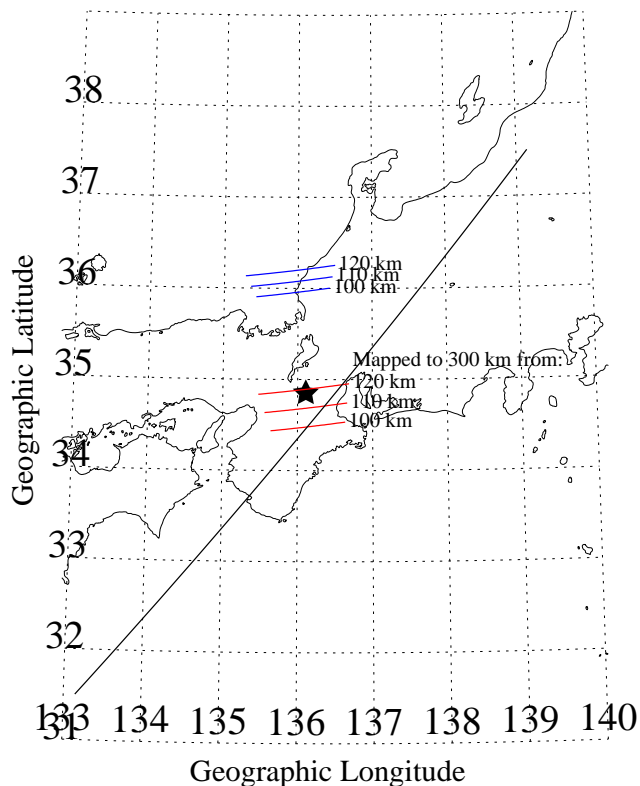 38
37
36
35
34
33
32
31
120 km
110 km
100 km
Mapped to 300 km from:
120 km
110 km
100 km
133 134 135 136 137 138 139 140
Geographic Latitude
Geographic Longitude